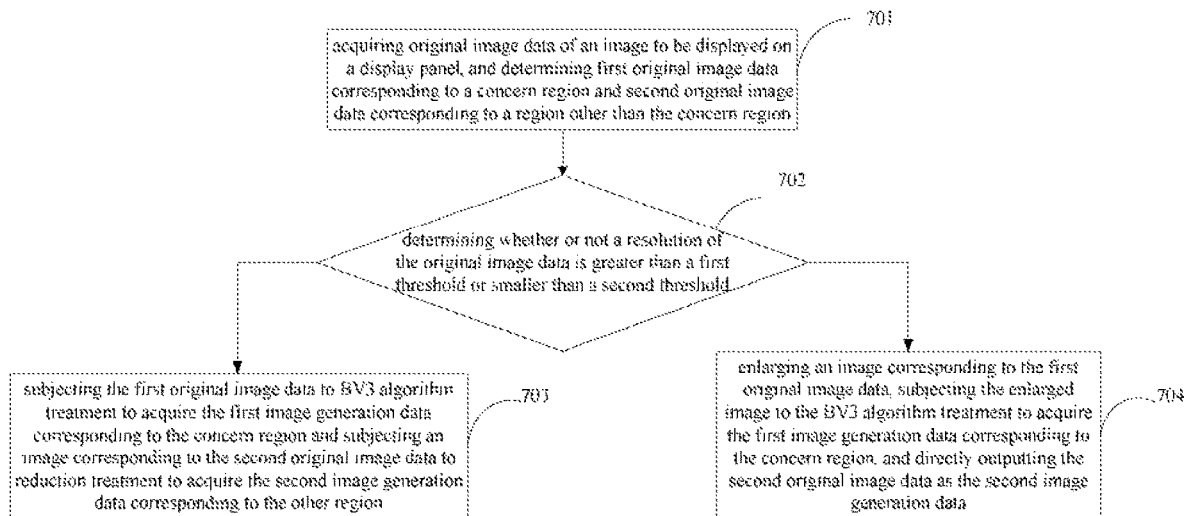 701
acquiring original image data of an image to be displayed on
a display panel, and determining first original image data
corresponding to a concern region and second original image
data corresponding to a region other than the concern region
702
determining whether or not a resolution of
the original image data is greater than a first
threshold or smaller than a second threshold
subjecting the first original image data to BV3 algorithm
treatment to acquire the first image generation data
corresponding to the concern region and subjecting an
image corresponding to the second original image data to
reduction treatment to acquire the second image generation
data corresponding to the other region
703
enlarging an image corresponding to the first
original image data, subjecting the enlarged
image to the BV3 algorithm treatment to acquire
the first image generation data corresponding to
the concern region, and directly outputting the
second original image data as the second image
generation data
704